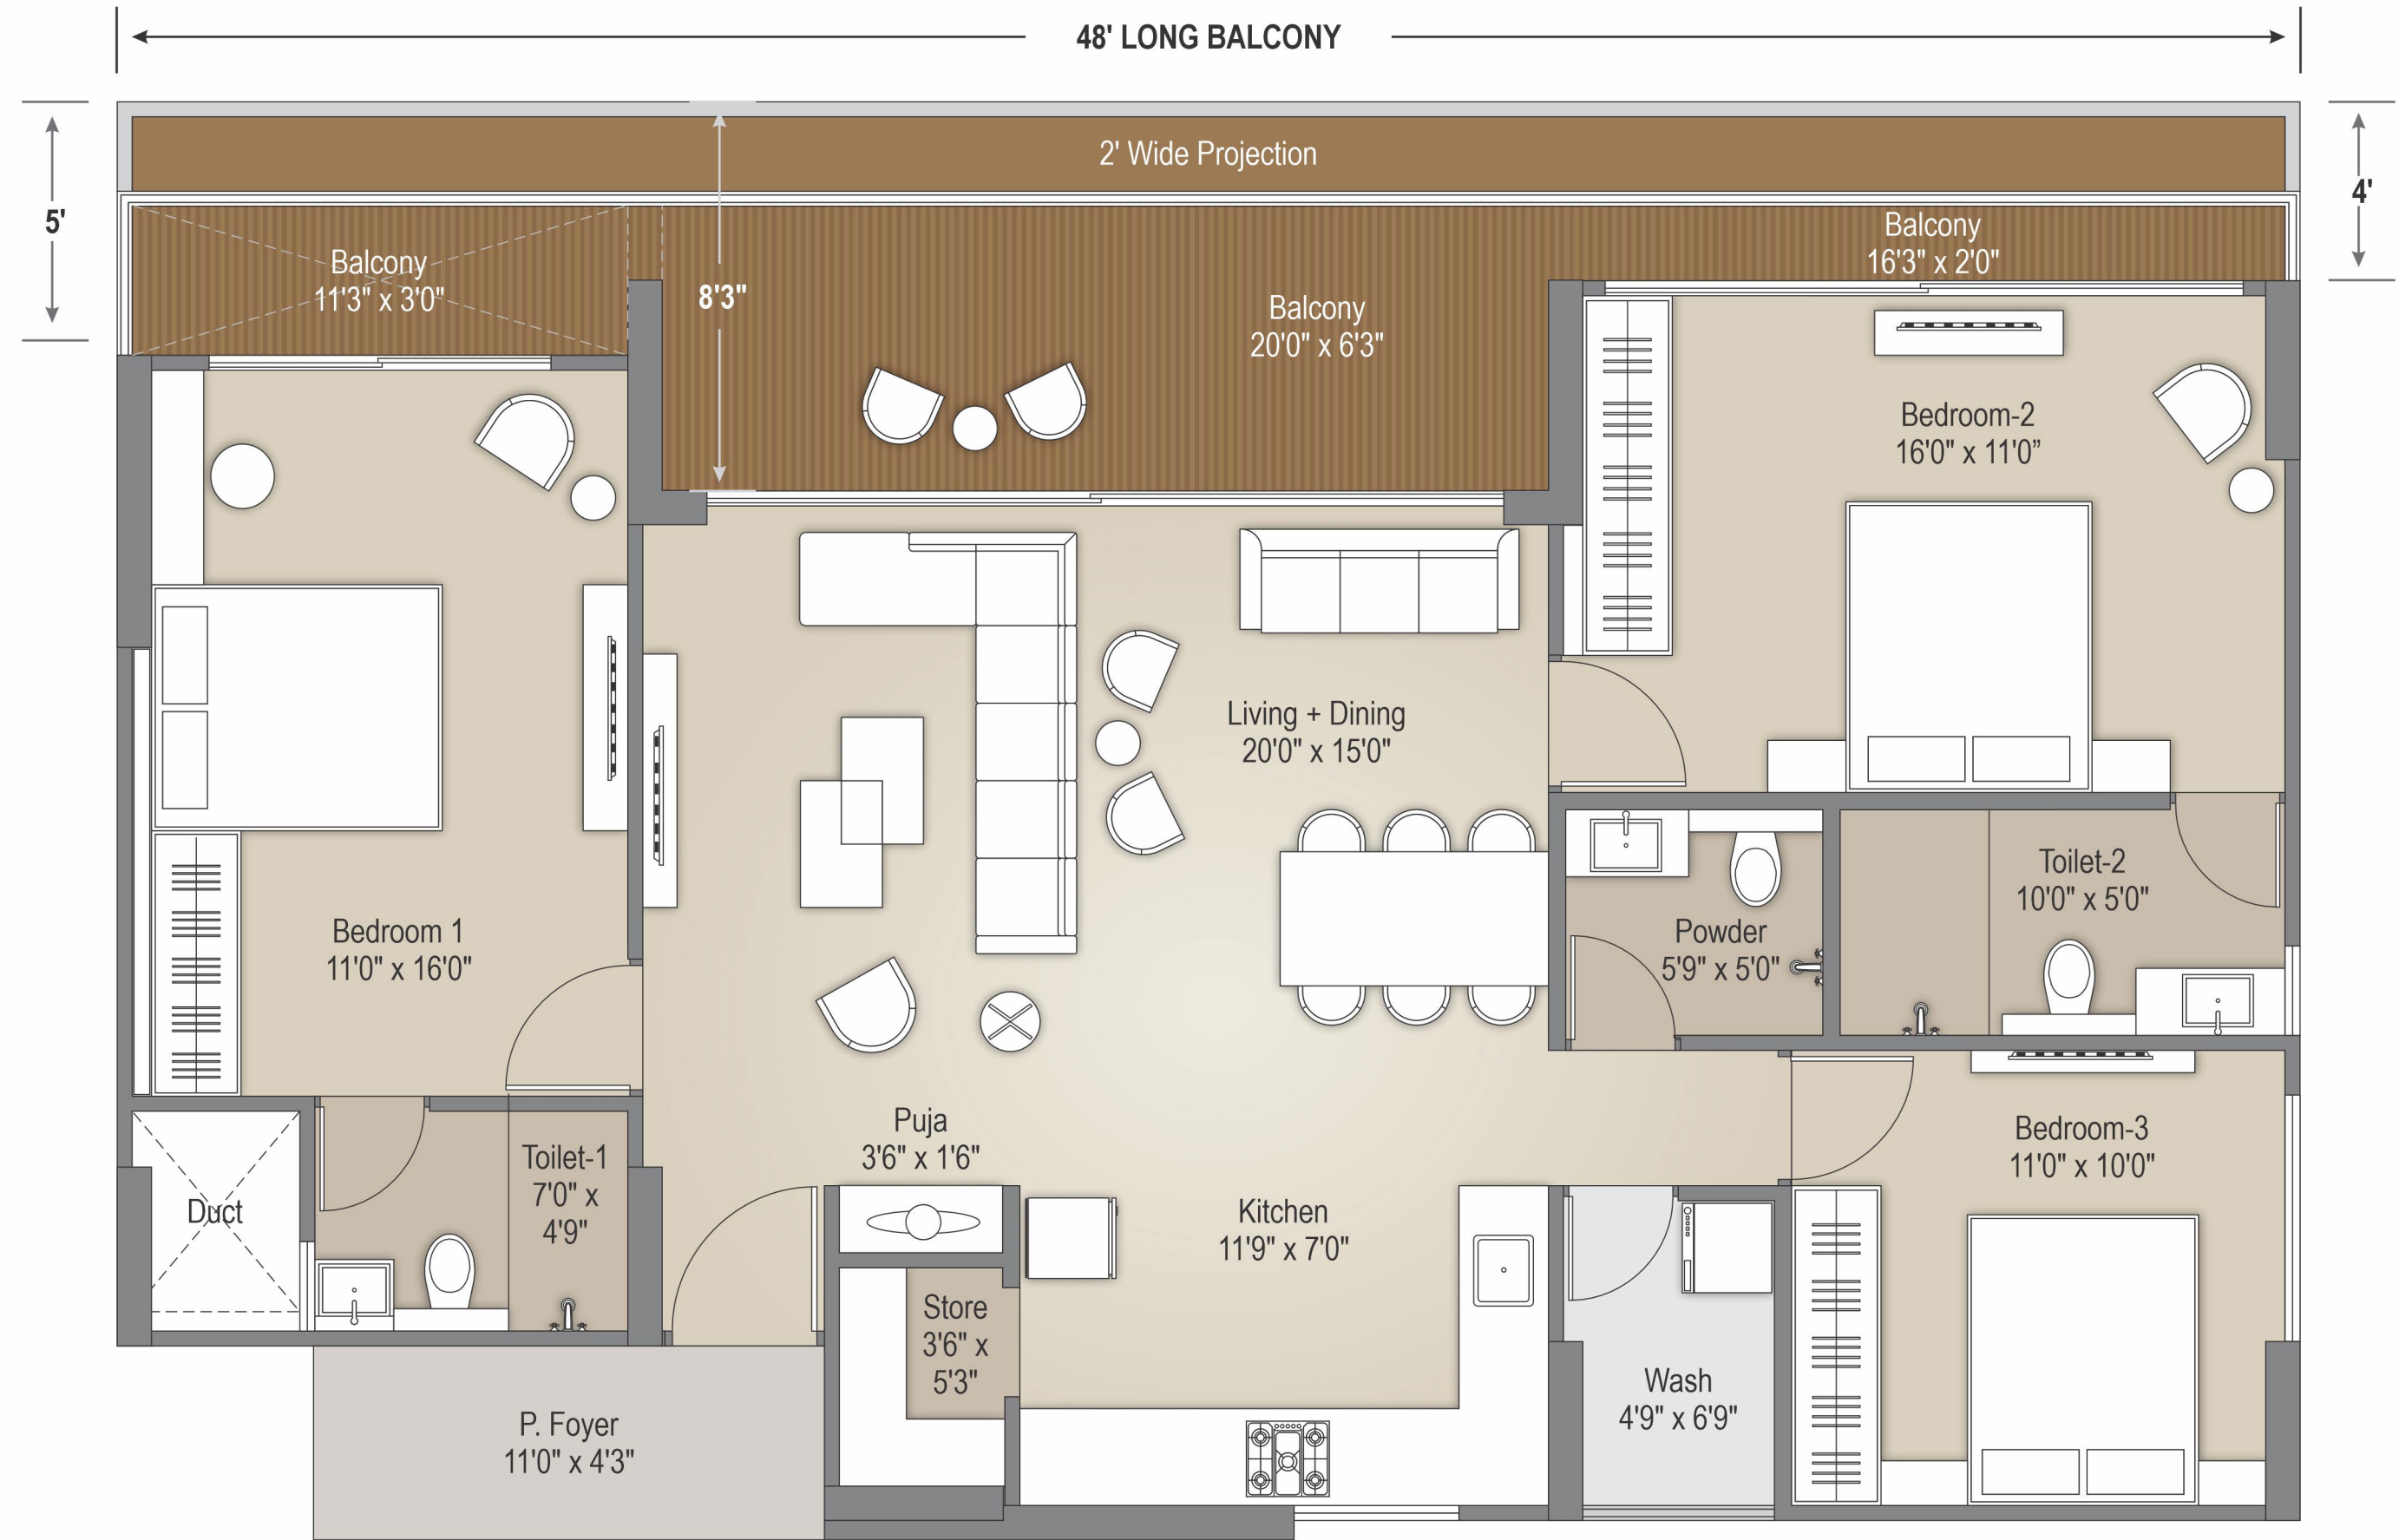 48' LONG BALCONY
2' Wide Projection
5'
4'
Balcony
11'3" x 3'0"
8'3"
Balcony
20'0" x 6'3"
Balcony
16'3" x 2'0"
Bedroom-2
16'0" x 11'0”
Living + Dining
20'0" x 15'0"
Bedroom 1
11'0" x 16'0"
Powder
5'9" x 5'0"
Toilet-2
10'0" x 5'0"
Puja
3'6" x 1'6"
Toilet-1
7'0" x
4'9"
Duct
Kitchen
11'9" x 7'0"
Bedroom-3
11'0" x 10'0"
Store
3'6" x
5'3"
Wash
4'9" x 6'9"
P. Foyer
11'0" x 4'3"